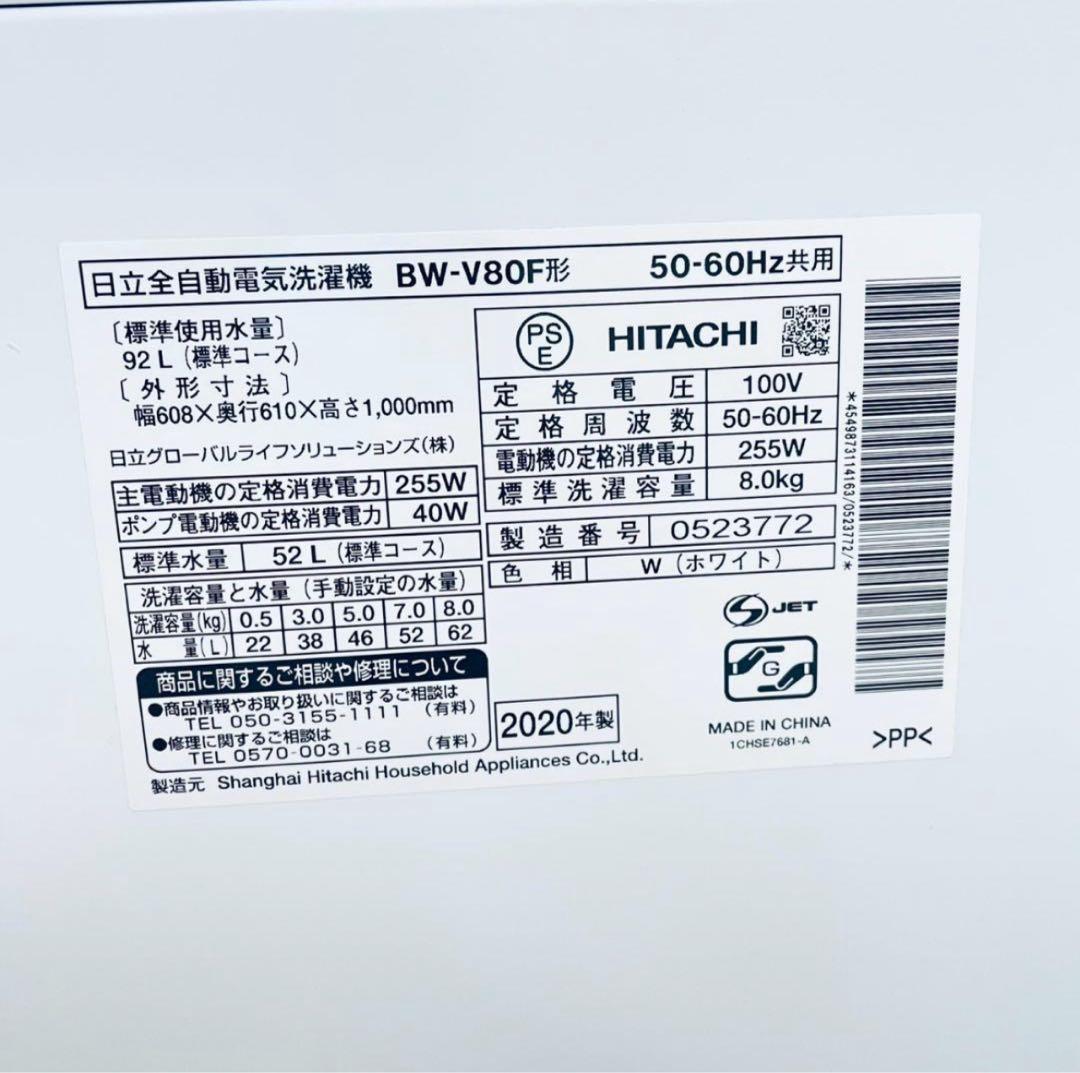 日立全自動電気洗濯機 BW-V80F形 50-60Hz共用
〔標準使用水量〕
92 L (標準コース)
〔外形寸法〕
幅608×奥行610×高さ1,000mm
日立グローバルライフソリューションズ(株)
主電動機の定格消費電力 255W
ポンプ電動機の定格消費電力 40W
標準水量 52 L (標準コース)
洗濯容量と水量 (手動設定の水量)
洗濯容量(kg) 0.5 3.0 5.0 7.0 8.0
水量(L) 22 38 46 52 62
商品に関するご相談や修理について
●商品情報やお取り扱いに関するご相談は
TEL 050-3155-1111 (有料)
●修理に関するご相談は
TEL 0570-0031-68 (有料)
製造元 Shanghai Hitachi Household Appliances Co.,Ltd.
PS
E
HITACHI
定格電圧 100V
定格周波数 50-60Hz
電動機の定格消費電力 255W
標準洗濯容量 8.0kg
製造番号 0523772
色相 W (ホワイト)
S JET
G
2020年製
MADE IN CHINA
1CHSE7681-A
>PP<
*4549873114163/0523772/*